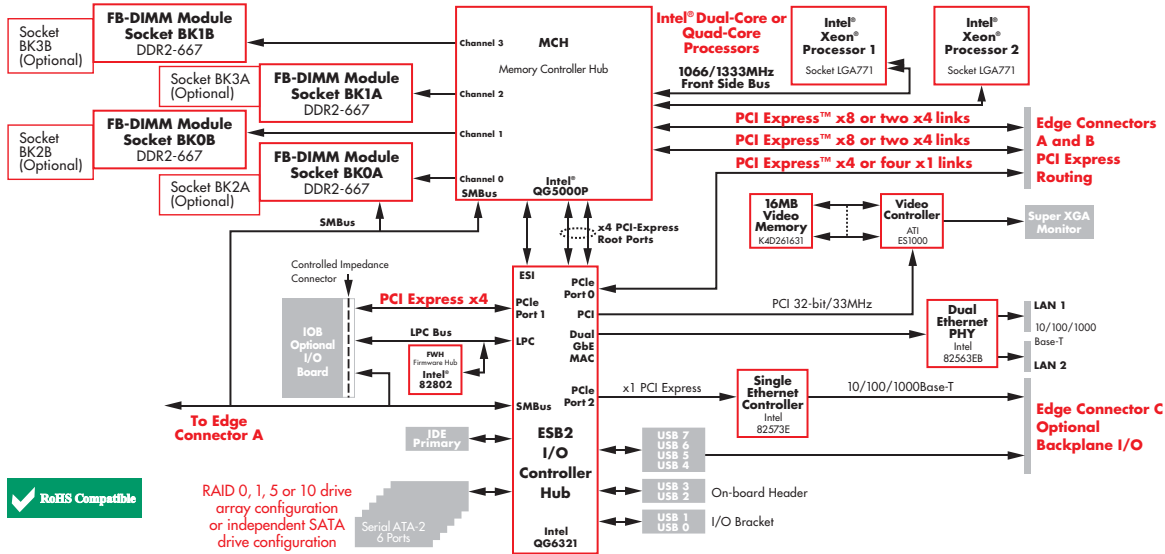 Socket
BK3B
(Optional)
FB-DIMM Module
Socket BK1B
DDR2-667
Socket BK3A
(Optional)
FB-DIMM Module
Socket BK1A
DDR2-667
Socket
BK2B
(Optional)
FB-DIMM Module
Socket BK0B
DDR2-667
Socket BK2A
(Optional)
FB-DIMM Module
Socket BK0A
DDR2-667
Channel 3
Channel 2
Channel 1
Channel 0
SMBus
MCH
Memory Controller Hub
Intel®
QG5000P
Intel® Dual-Core or
Quad-Core
Processors
1066/1333MHz
Front Side Bus
Intel®
Xeon®
Processor 1
Socket LGA771
Intel®
Xeon®
Processor 2
Socket LGA771
PCI Express™ x8 or two x4 links
PCI Express™ x8 or two x4 links
PCI Express™ x4 or four x1 links
Edge Connectors
A and B
PCI Express
Routing
SMBus
x4 PCI-Express
Root Ports
16MB
Video
Memory
K4D261631
Video
Controller
ATI
ES1000
Super XGA
Monitor
Controlled Impedance
Connector
IOB
Optional
I/O
Board
PCI Express x4
LPC Bus
FWH
Firmware Hub
Intel®
82802
To Edge
Connector A
ESI
PCIe
Port 1
LPC
SMBus
PCIe
Port 0
PCI
Dual
GbE
MAC
PCIe
Port 2
ESB2
I/O
Controller
Hub
Intel
QG6321
PCI 32-bit/33MHz
Dual
Ethernet
PHY
Intel
82563EB
LAN 1
10/100/1000
Base-T
LAN 2
x1 PCI Express
Single
Ethernet
Controller
Intel
82573E
10/100/1000Base-T
Edge Connector C
Optional
Backplane I/O
IDE
Primary
USB 7
USB 6
USB 5
USB 4
USB 3
USB 2
On-board Header
USB 1
USB 0
I/O Bracket
RoHS Compatible
RAID 0, 1, 5 or 10 drive
array configuration
or independent SATA
drive configuration
Serial ATA-2
6 Ports